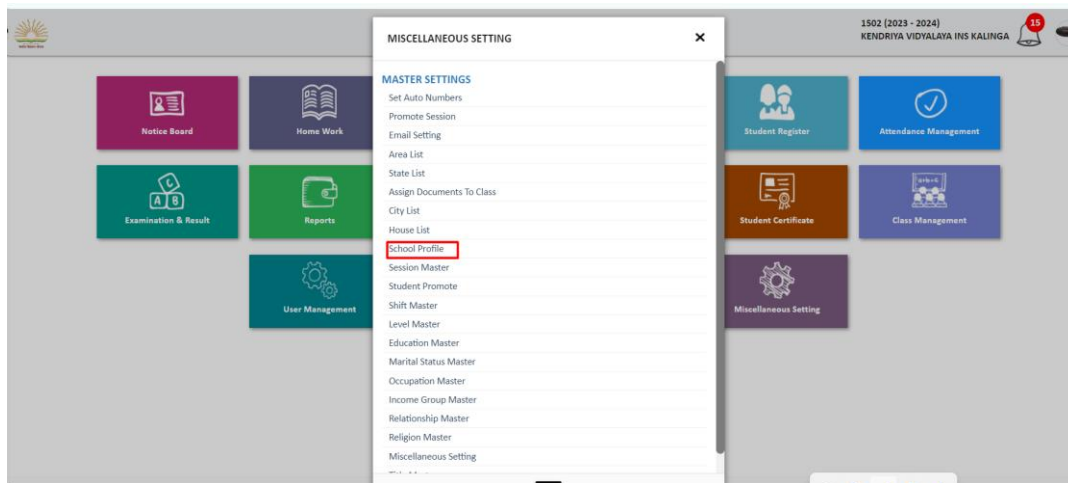 1502 (2023 - 2024)
KENDRIYA VIDYALAYA INS KALINGA
15
MISCELLANEOUS SETTING
MASTER SETTINGS
Set Auto Numbers
Promote Session
Email Setting
Area List
State List
Assign Documents To Class
City List
House List
School Profile
Session Master
Student Promote
Shift Master
Level Master
Education Master
Marital Status Master
Occupation Master
Income Group Master
Relationship Master
Religion Master
Miscellaneous Setting
Notice Board
Home Work
Student Register
Attendance Management
C
A B
Examination & Result
Reports
Student Certificate
Class Management
User Management
Miscellaneous Setting